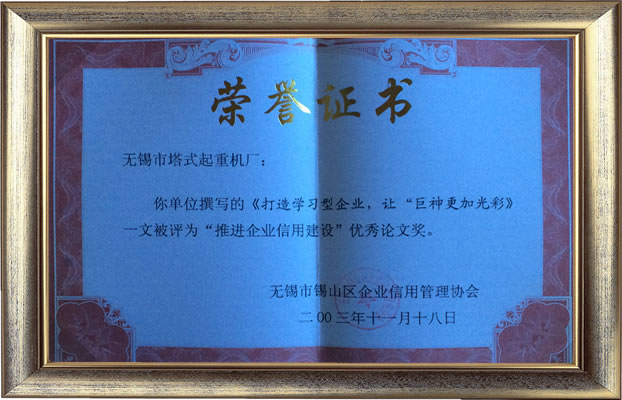 荣誉证书
无锡市塔式起重机厂：
你单位撰写的《打造学习型企业，让“巨神更加光彩》
一文被评为“推进企业信用建设”优秀论文奖。
无锡市锡山区企业信用管理协会
二00三年十一月十八日